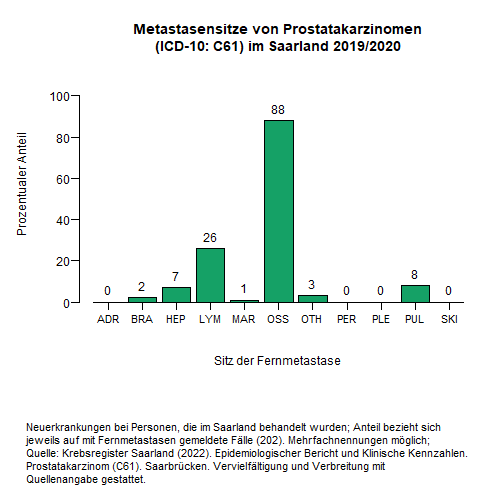 Metastasensitze von Prostatakarzinomen
(ICD-10: C61) im Saarland 2019/2020
Prozentualer Anteil
100
80
60
40
20
0
0 2 7 26 1 88 3 0 0 8 0
ADR BRA HEP LYM MAR OSS OTH PER PLE PUL SKI
Sitz der Fernmetastase
Neuerkrankungen bei Personen, die im Saarland behandelt wurden; Anteil bezieht sich
jeweils auf mit Fernmetastasen gemeldete Fälle (202). Mehrfachnennungen möglich;
Quelle: Krebsregister Saarland (2022). Epidemiologischer Bericht und Klinische Kennzahlen.
Prostatakarzinom (C61). Saarbrücken. Vervielfältigung und Verbreitung mit
Quellenangabe gestattet.